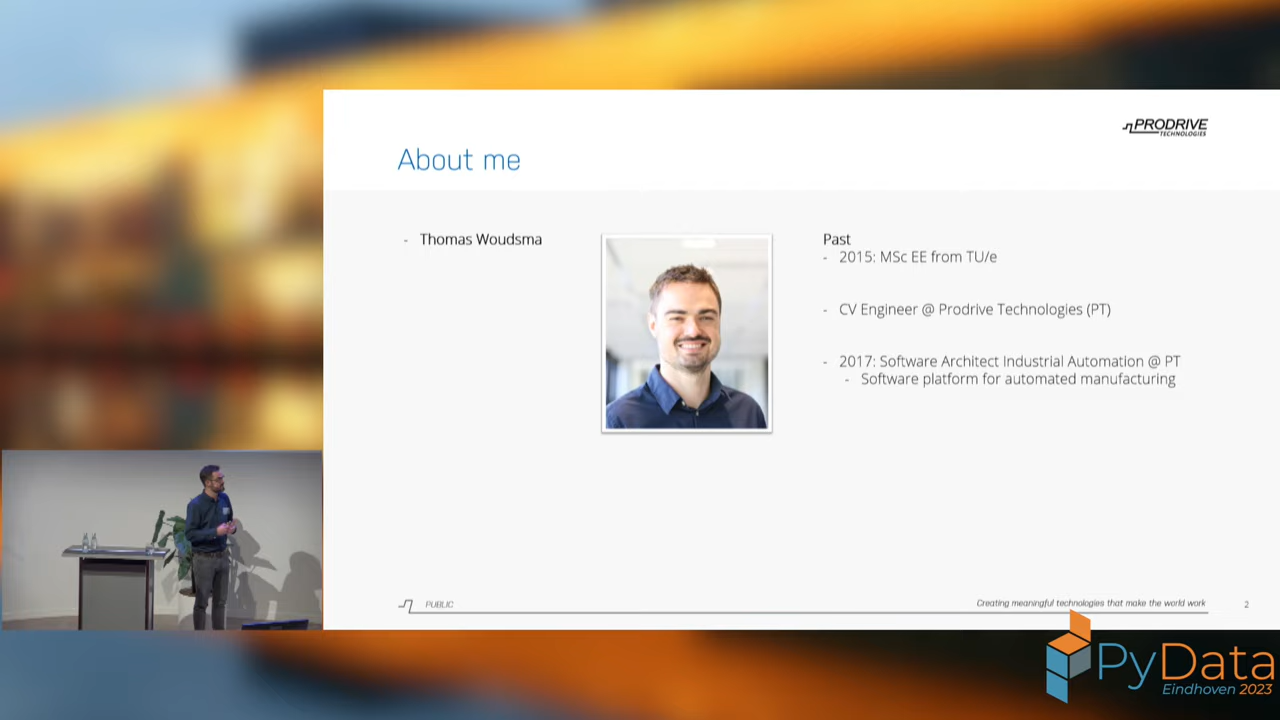 PRODRIVE
TECHNOLOGIES
About me
- Thomas Woudsma
Past
- 2015: MSc EE from TU/e
- CV Engineer @ Prodrive Technologies (PT)
- 2017: Software Architect Industrial Automation @ PT
- Software platform for automated manufacturing
PUBLIC
Creating meaningful technologies that make the world work
2
PyData
Eindhoven 2023